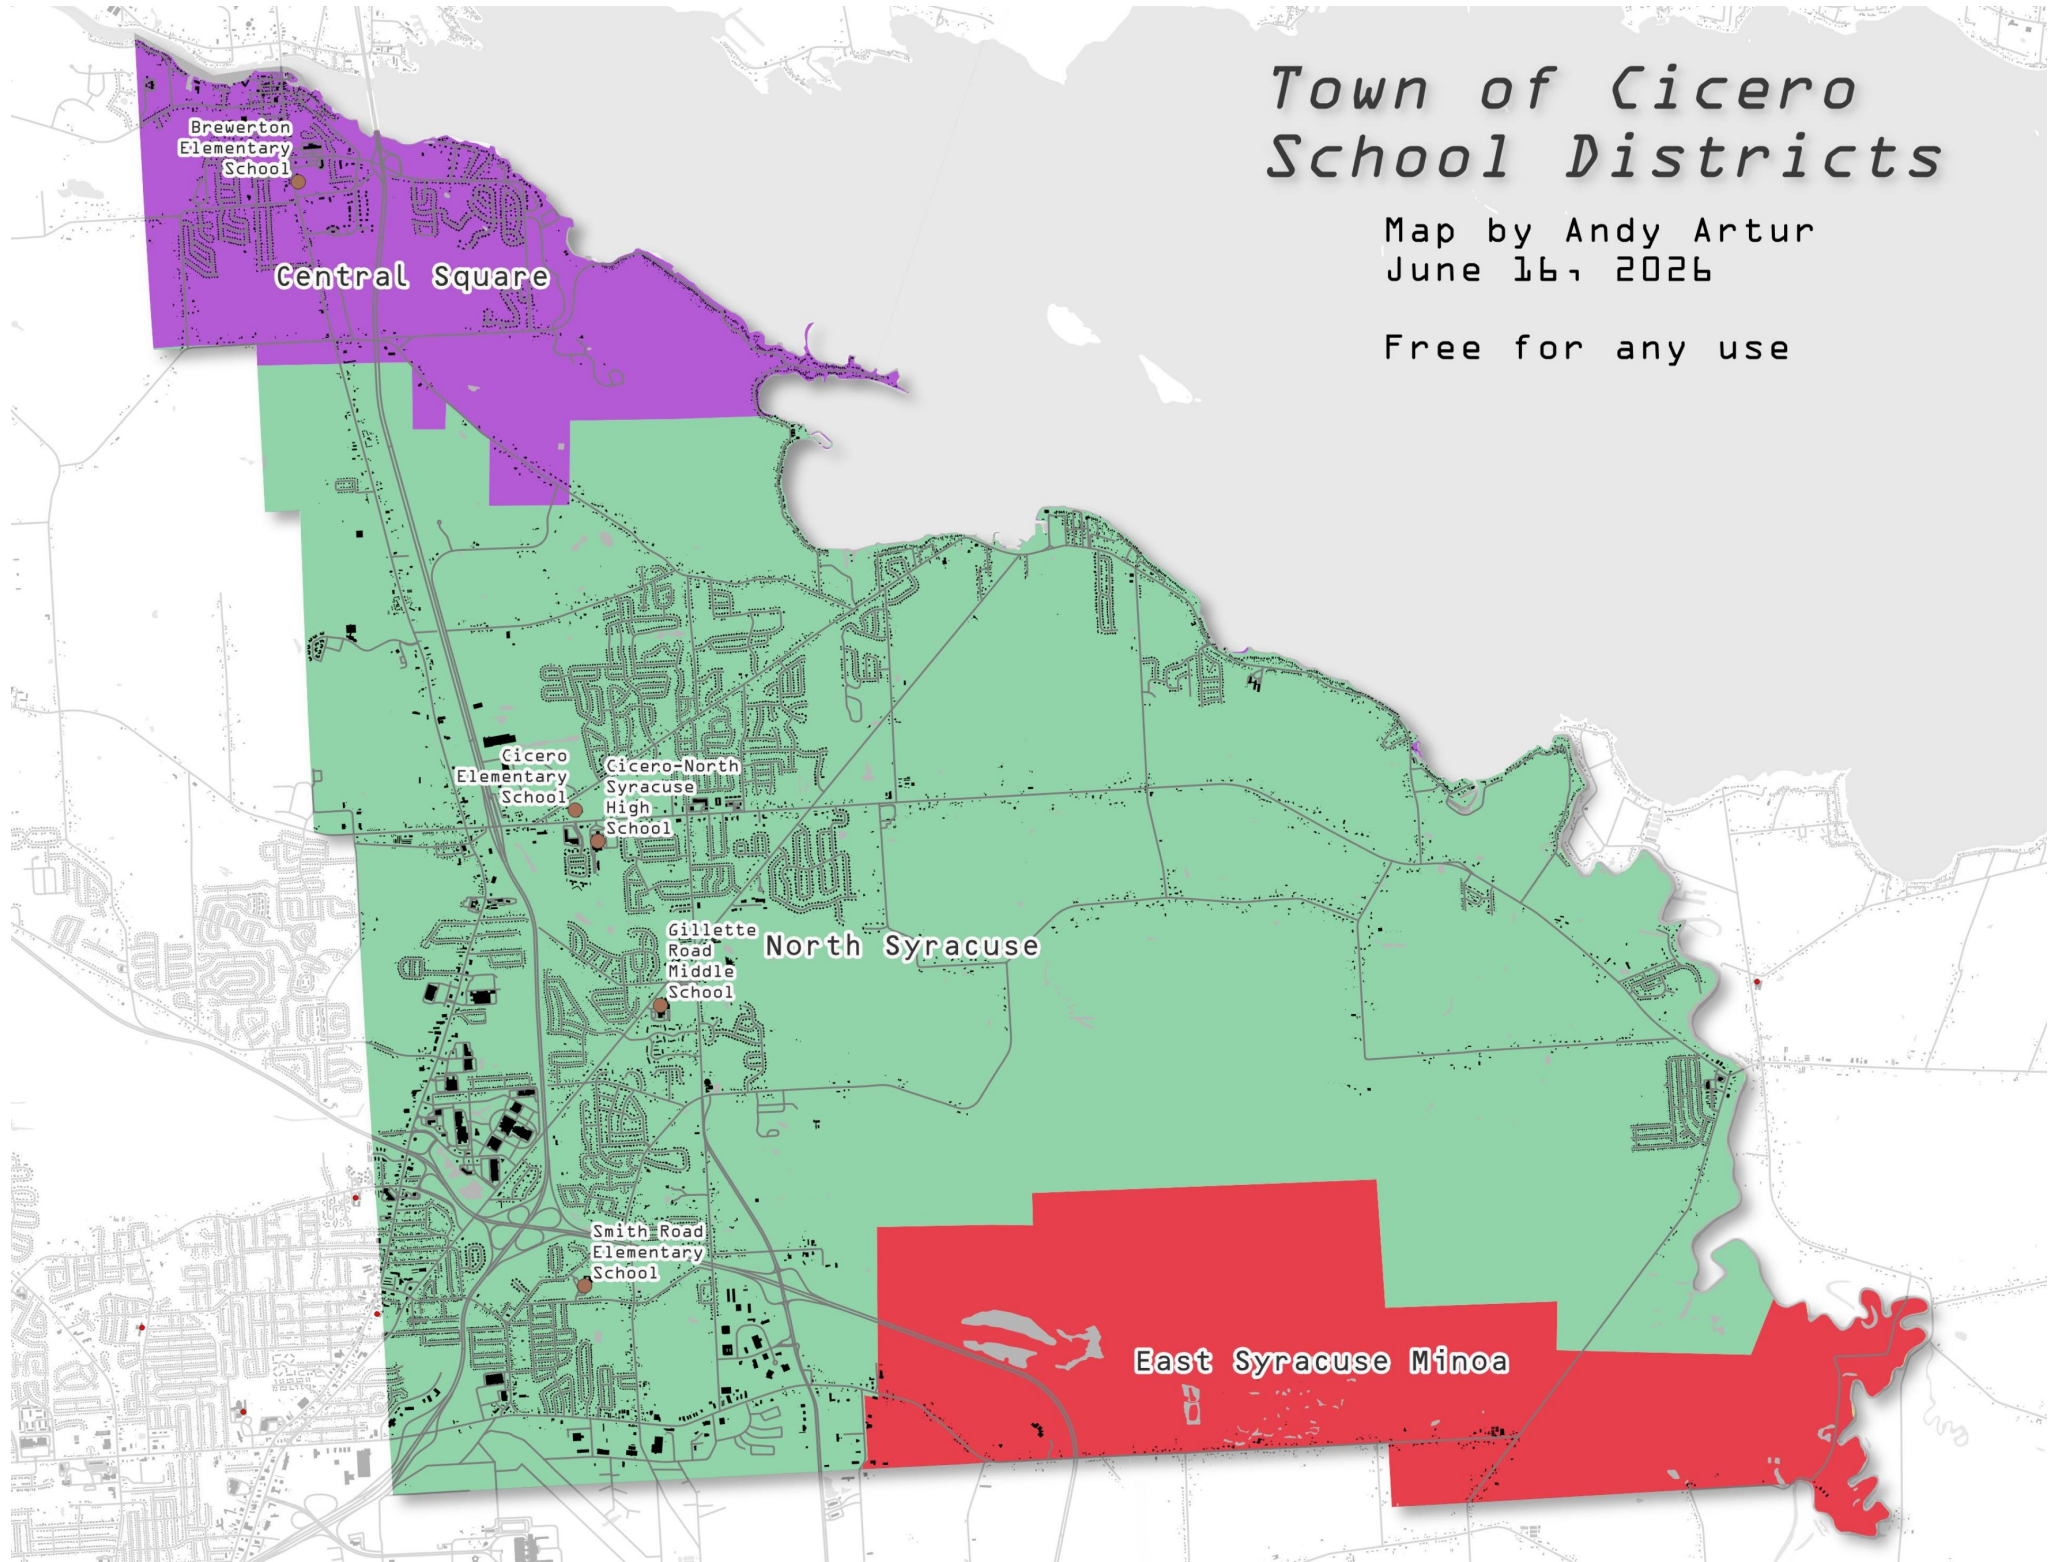 Town of Cicero
School Districts
Map by Andy Artur
June 16, 2026
Free for any use
Brewerton
Elementary
School
Central Square
Cicero
Elementary
School
Cicero-North
Syracuse
High
School
Gillette
Road
Middle
School
North Syracuse
Smith Road
Elementary
School
East Syracuse Minoa